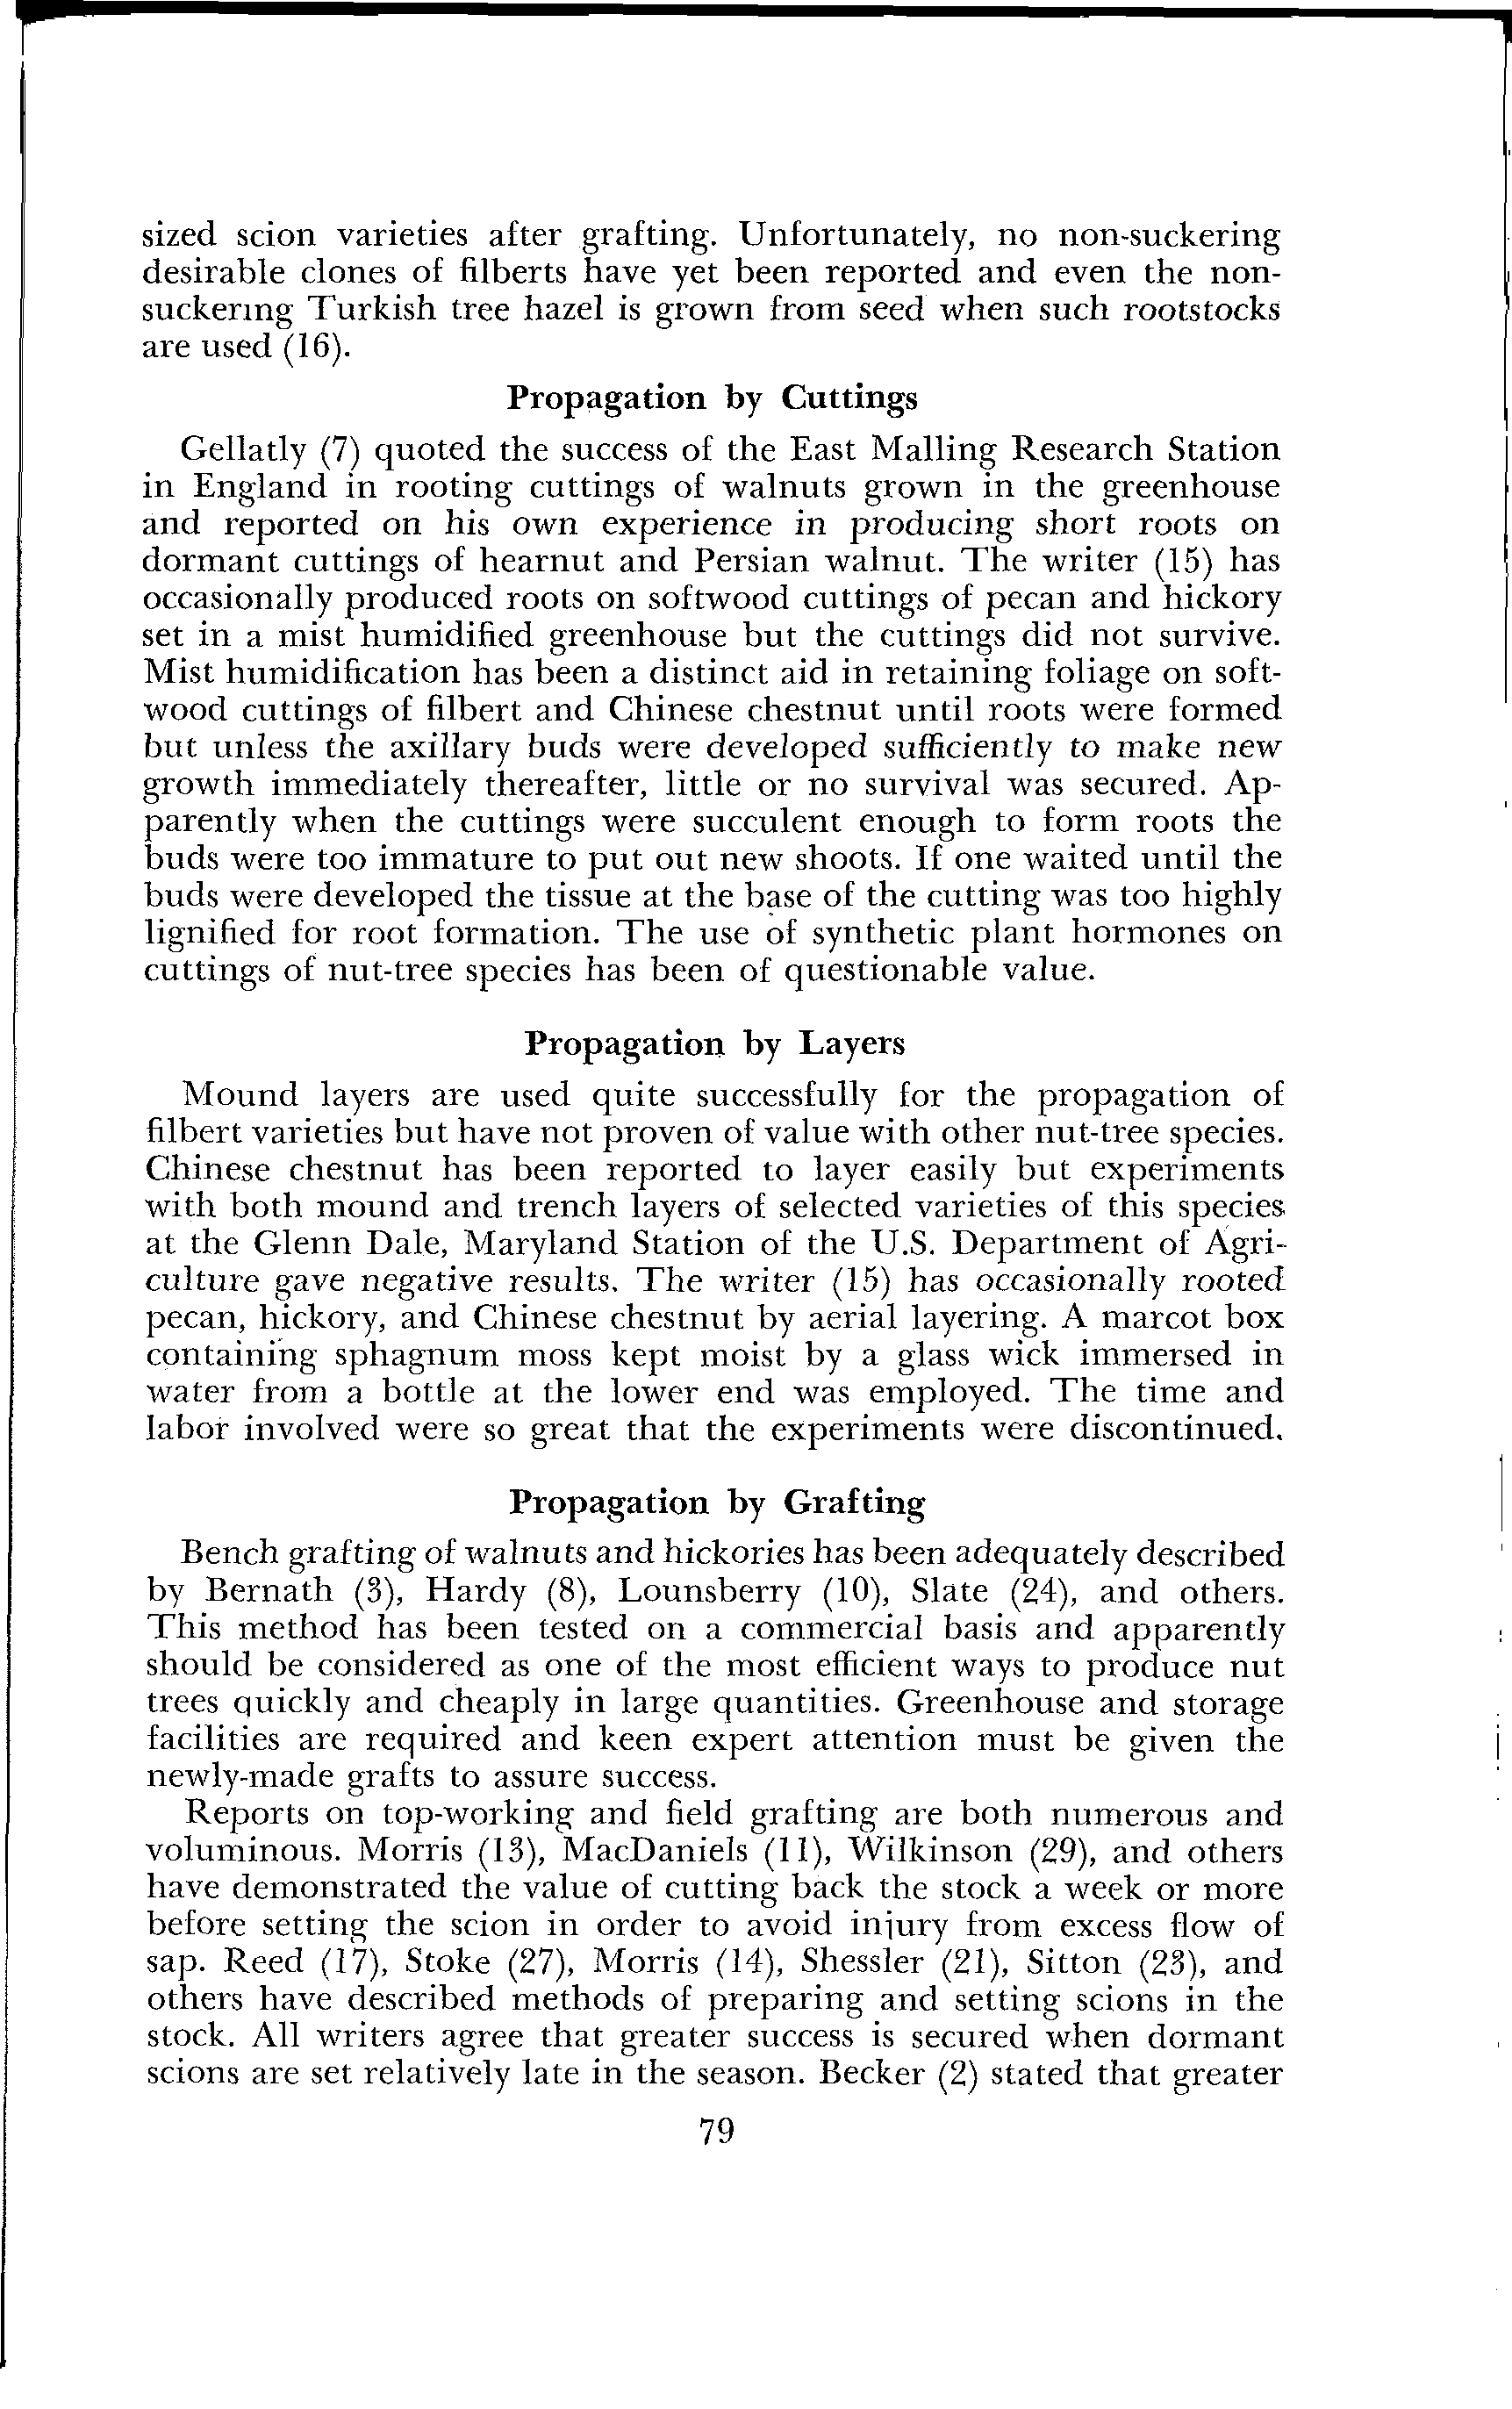 sized scion varieties after grafting. Unfortunately, no non-suckering
desirable clones of filberts have yet been reported and even the non-
suckering Turkish tree hazel is grown from seed when such rootstocks
are used (16).
Propagation by Cuttings
Gellatly (7) quoted the success of the East Malling Research Station
in England in rooting cuttings of walnuts grown in the greenhouse
and reported on his own experience in producing short roots on
dormant cuttings of hearnut and Persian walnut. The writer (15) has
occasionally produced roots on softwood cuttings of pecan and hickory
set in a mist humidified greenhouse but the cuttings did not survive.
Mist humidification has been a distinct aid in retaining foliage on soft-
wood cuttings of filbert and Chinese chestnut until roots were formed
but unless the axillary buds were developed sufficiently to make new
growth immediately thereafter, little or no survival was secured. Ap-
parently when the cuttings were succulent enough to form roots the
buds were too immature to put out new shoots. If one waited until the
buds were developed the tissue at the base of the cutting was too highly
lignified for root formation. The use of synthetic plant hormones on
cuttings of nut-tree species has been of questionable value.
Propagation by Layers
Mound layers are used quite successfully for the propagation of
filbert varieties but have not proven of value with other nut-tree species.
Chinese chestnut has been reported to layer easily but experiments
with both mound and trench layers of selected varieties of this species
at the Glenn Dale, Maryland Station of the U.S. Department of Agri-
culture gave negative results. The writer (15) has occasionally rooted
pecan, hickory, and Chinese chestnut by aerial layering. A marcot box
containing sphagnum moss kept moist by a glass wick immersed in
water from a bottle at the lower end was employed. The time and
labor involved were so great that the experiments were discontinued.
Propagation by Grafting
Bench grafting of walnuts and hickories has been adequately described
by Bernath (3), Hardy (8), Lounsberry (10), Slate (24), and others.
This method has been tested on a commercial basis and apparently
should be considered as one of the most efficient ways to produce nut
trees quickly and cheaply in large quantities. Greenhouse and storage
facilities are required and keen expert attention must be given the
newly-made grafts to assure success.
Reports on top-working and field grafting are both numerous and
voluminous. Morris (13), MacDaniels (11), Wilkinson (29), and others
have demonstrated the value of cutting back the stock a week or more
before setting the scion in order to avoid injury from excess flow of
sap. Reed (17), Stoke (27), Morris (14), Shessler (21), Sitton (23), and
others have described methods of preparing and setting scions in the
stock. All writers agree that greater success is secured when dormant
scions are set relatively late in the season. Becker (2) stated that greater
79